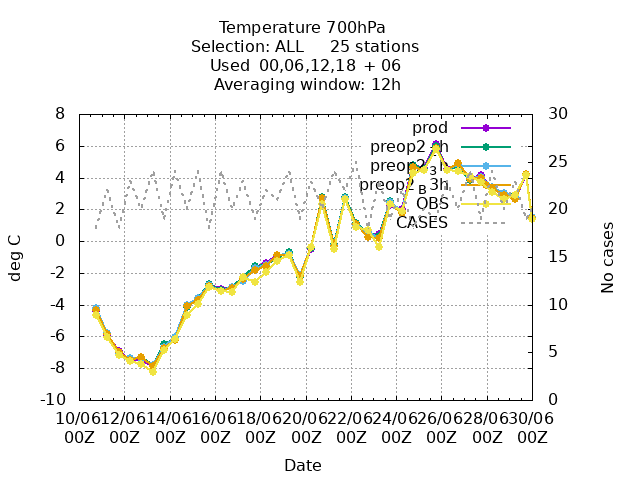 Temperature 700hPa
Selection: ALL 25 stations
Used 00,06,12,18 + 06
Averaging window: 12h
8
6
4
2
0
-2
-4
-6
-8
-10
deg C
30
25
20
15
10
5
0
No cases
prod
OBS
CASES
10/06 12/06 14/06 16/06 18/06 20/06 22/06 24/06 26/06 28/06 30/06
00Z 00Z 00Z 00Z 00Z 00Z 00Z 00Z 00Z 00Z 00Z
Date